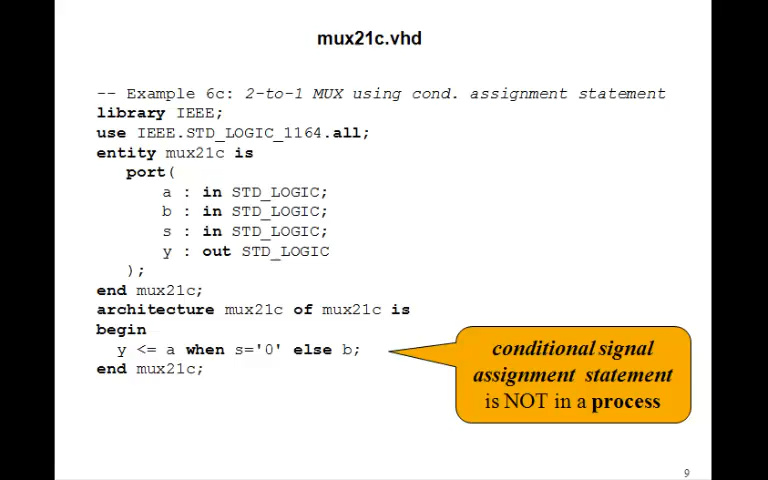 mux21c.vhd
-- Example 6c: 2-to-1 MUX using cond. assignment statement
library IEEE;
use IEEE.STD_LOGIC_1164.all;
entity mux21c is
port(
a : in STD_LOGIC;
b : in STD_LOGIC;
s : in STD_LOGIC;
y : out STD_LOGIC
);
end mux21c;
architecture mux21c of mux21c is
begin
y <= a when s='0' else b;
end mux21c;
conditional signal
assignment statement
is NOT in a process
9